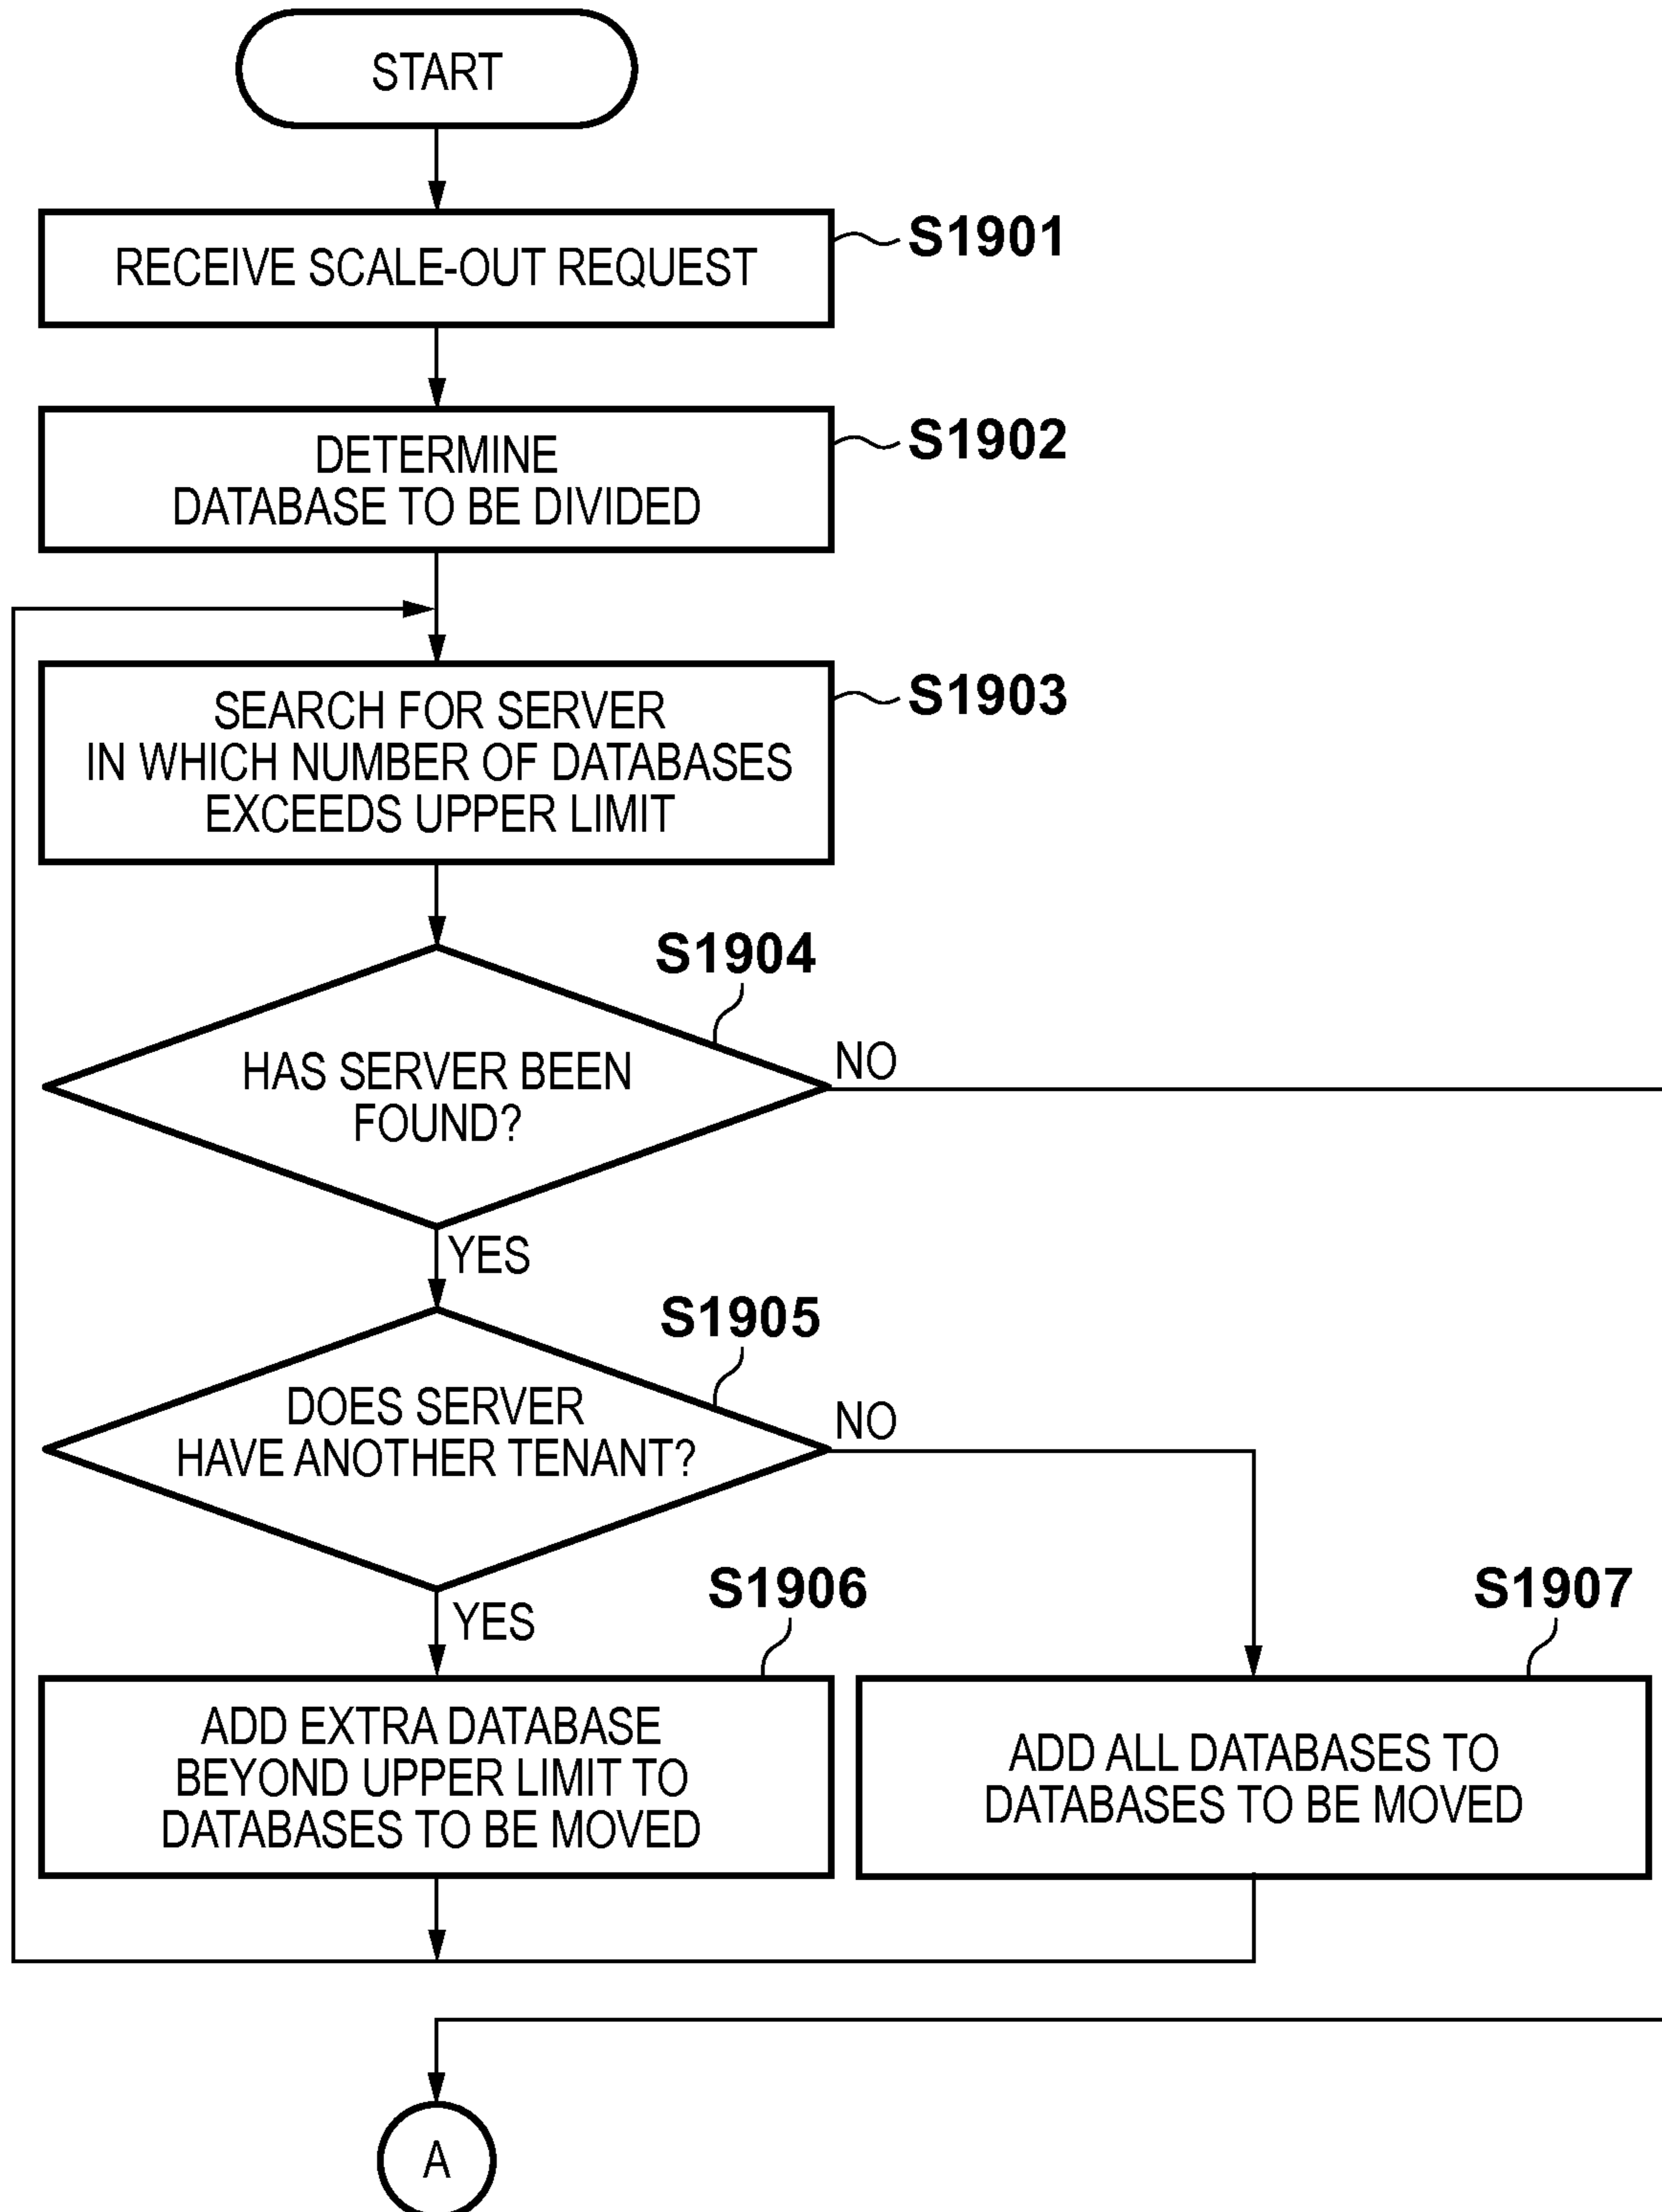 START
RECEIVE SCALE-OUT REQUEST
S1901
DETERMINE
DATABASE TO BE DIVIDED
S1902
SEARCH FOR SERVER
IN WHICH NUMBER OF DATABASES
EXCEEDS UPPER LIMIT
S1903
S1904
HAS SERVER BEEN
FOUND?
NO
YES
S1905
DOES SERVER
HAVE ANOTHER TENANT?
NO
YES
S1906
ADD EXTRA DATABASE
BEYOND UPPER LIMIT TO
DATABASES TO BE MOVED
S1907
ADD ALL DATABASES TO
DATABASES TO BE MOVED
A